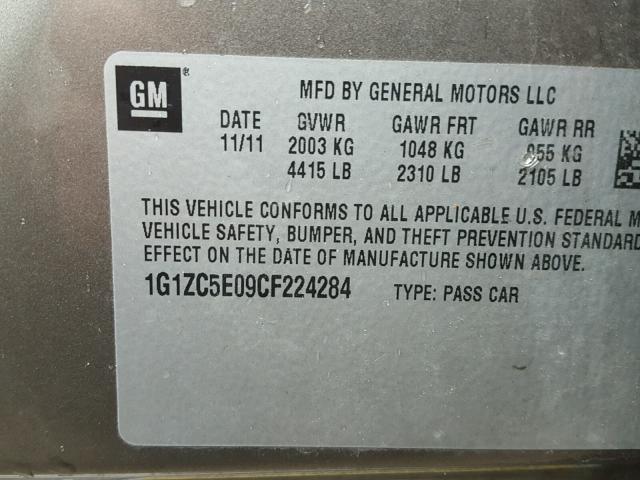 GM ®
MFD BY GENERAL MOTORS LLC
DATE GVWR GAWR FRT GAWR RR
11/11 2003 KG 1048 KG 955 KG
4415 LB 2310 LB 2105 LB
THIS VEHICLE CONFORMS TO ALL APPLICABLE U.S. FEDERAL M
VEHICLE SAFETY, BUMPER, AND THEFT PREVENTION STANDARD
EFFECT ON THE DATE OF MANUFACTURE SHOWN ABOVE.
1G1ZC5E09CF224284 TYPE: PASS CAR